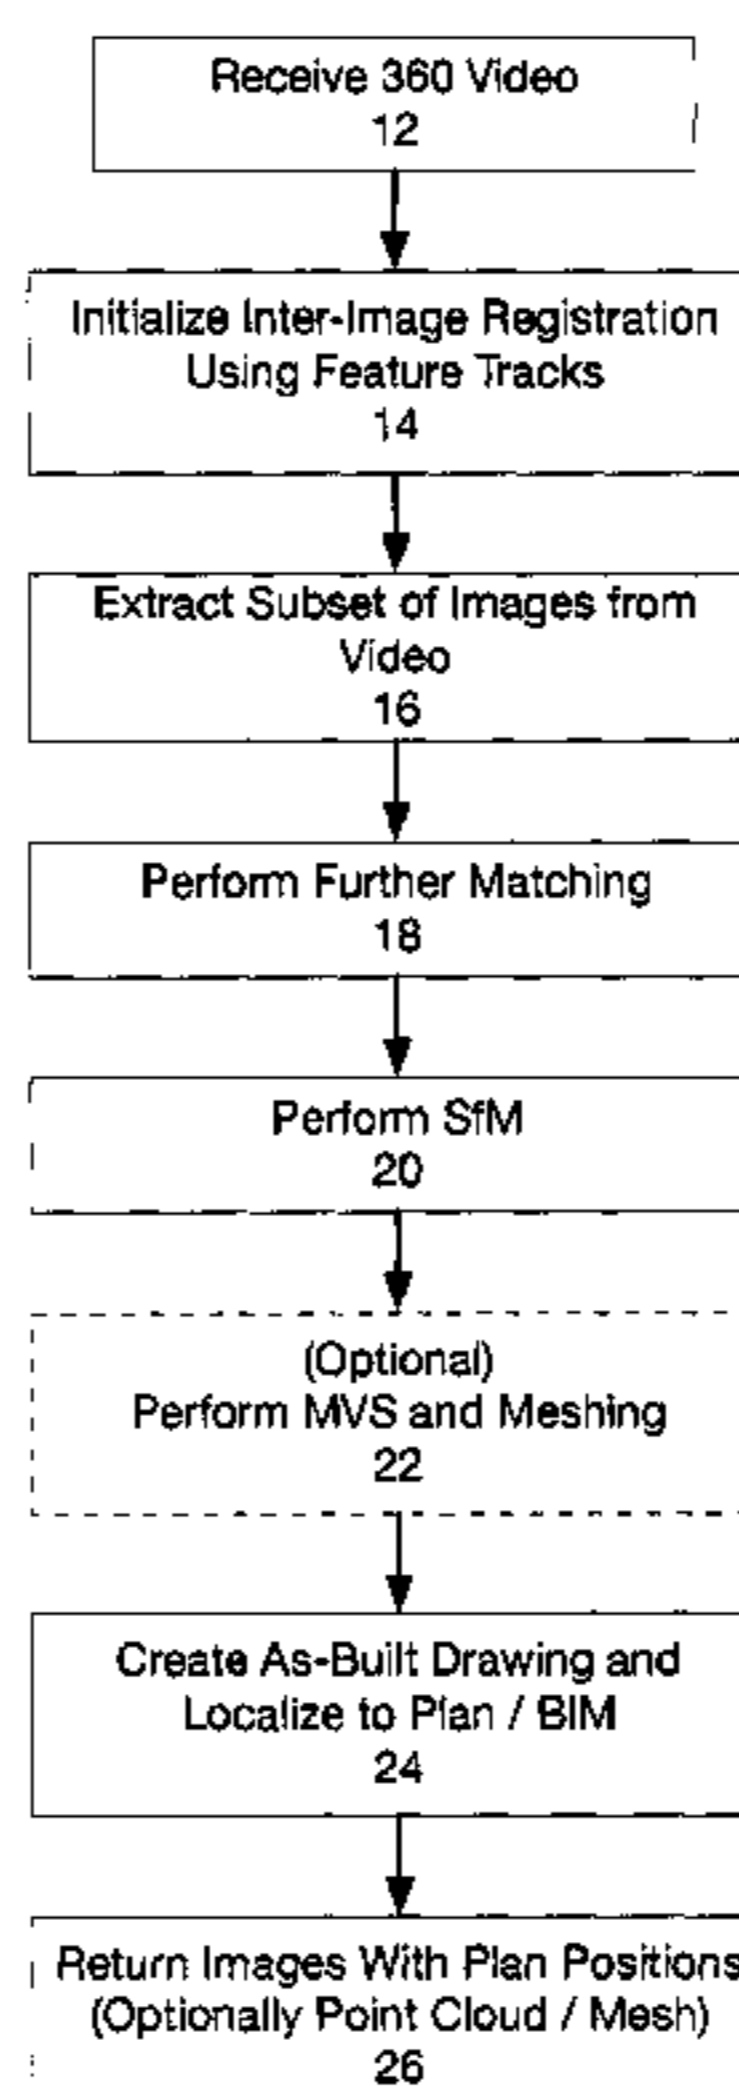 Receive 360 Video
12
Initialize Inter-Image Registration
Using Feature Tracks
14
Extract Subset of Images from
Video
16
Perform Further Matching
18
Perform SfM
20
(Optional)
Perform MVS and Meshing
22
Create As-Built Drawing and
Localize to Plan / BIM
24
Return Images With Plan Positions
(Optionally Point Cloud / Mesh)
26